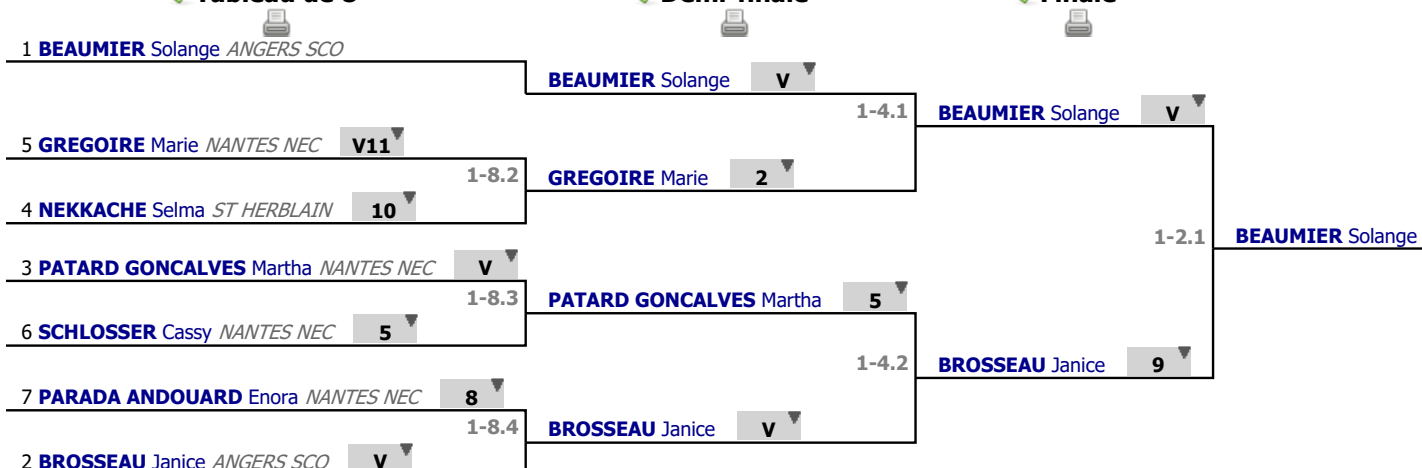 Tableau de 8
Demi-finale
Finale
1 BEAUMIER Solange ANGERS SCO
BEAUMIER Solange V
1-4.1
BEAUMIER Solange V
5 GREGOIRE Marie NANTES NEC V11
1-8.2
GREGOIRE Marie 2
4 NEKKACHE Selma ST HERBLAIN 10
1-2.1
BEAUMIER Solange
3 PATARD GONCALVES Martha NANTES NEC V
1-8.3
PATARD GONCALVES Martha 5
6 SCHLOSSER Cassy NANTES NEC 5
1-4.2
BROSSEAU Janice 9
7 PARADA ANDOUARD Enora NANTES NEC 8
1-8.4
BROSSEAU Janice V
2 BROSSEAU Janice ANGERS SCO V